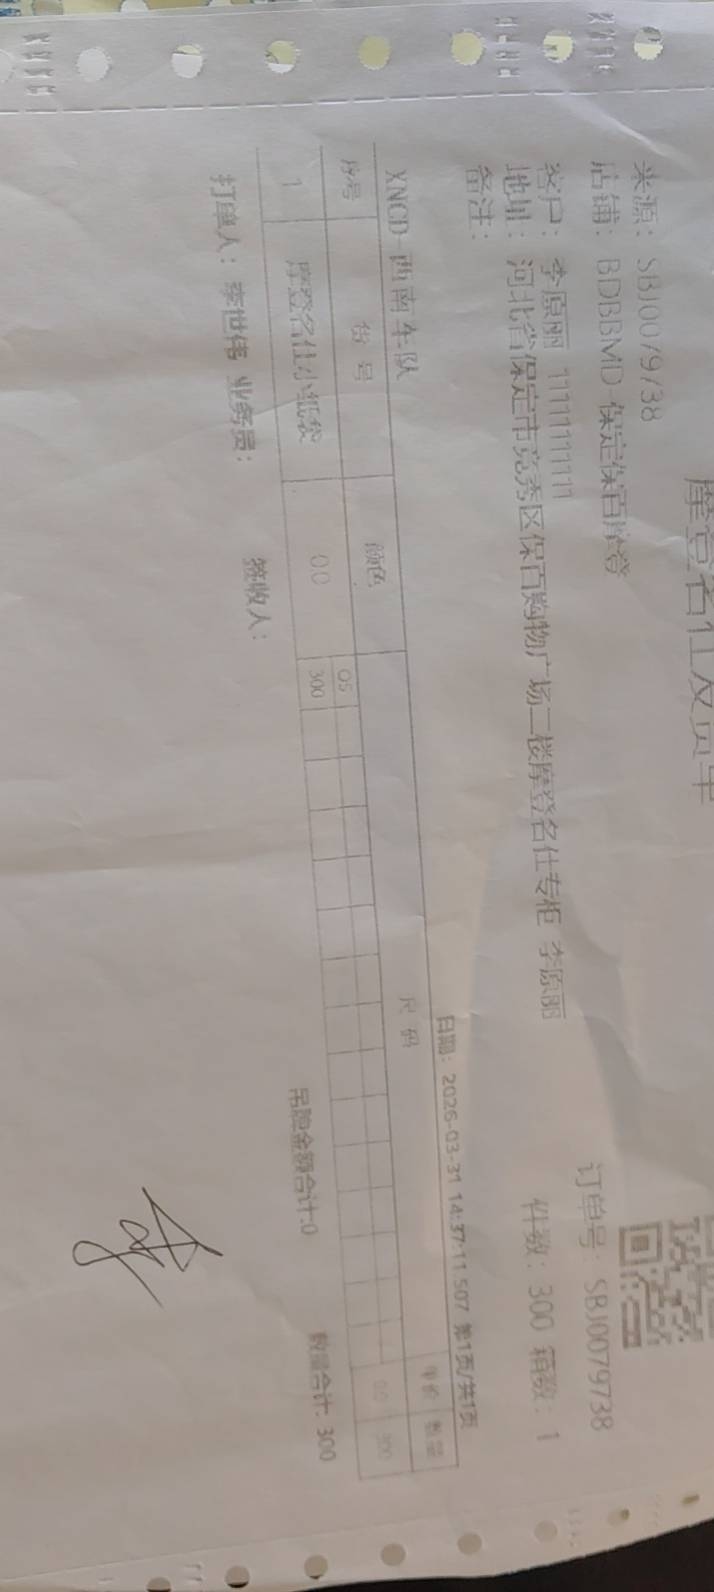 摩登名仕发货单
来源：SBJ0079738 订单号：SBJ0079738
店铺：BDBBMD-保定保百摩登
客户：李原丽 11111111111 件数：300 箱数：1
地址：河北省保定市竞秀区保百购物广场二楼摩登名仕专柜 李原丽
备注：
XNCD-西南车队 日期：2026-03-31 14:37:11.507 第1页/共1页
序号 货号 颜色 尺码 单价 数量
OS
1 摩登名仕小纸袋 00 300 00 300
打单人：李世伟 业务员： 签收人： 吊牌金额合计:0 数量合计: 300